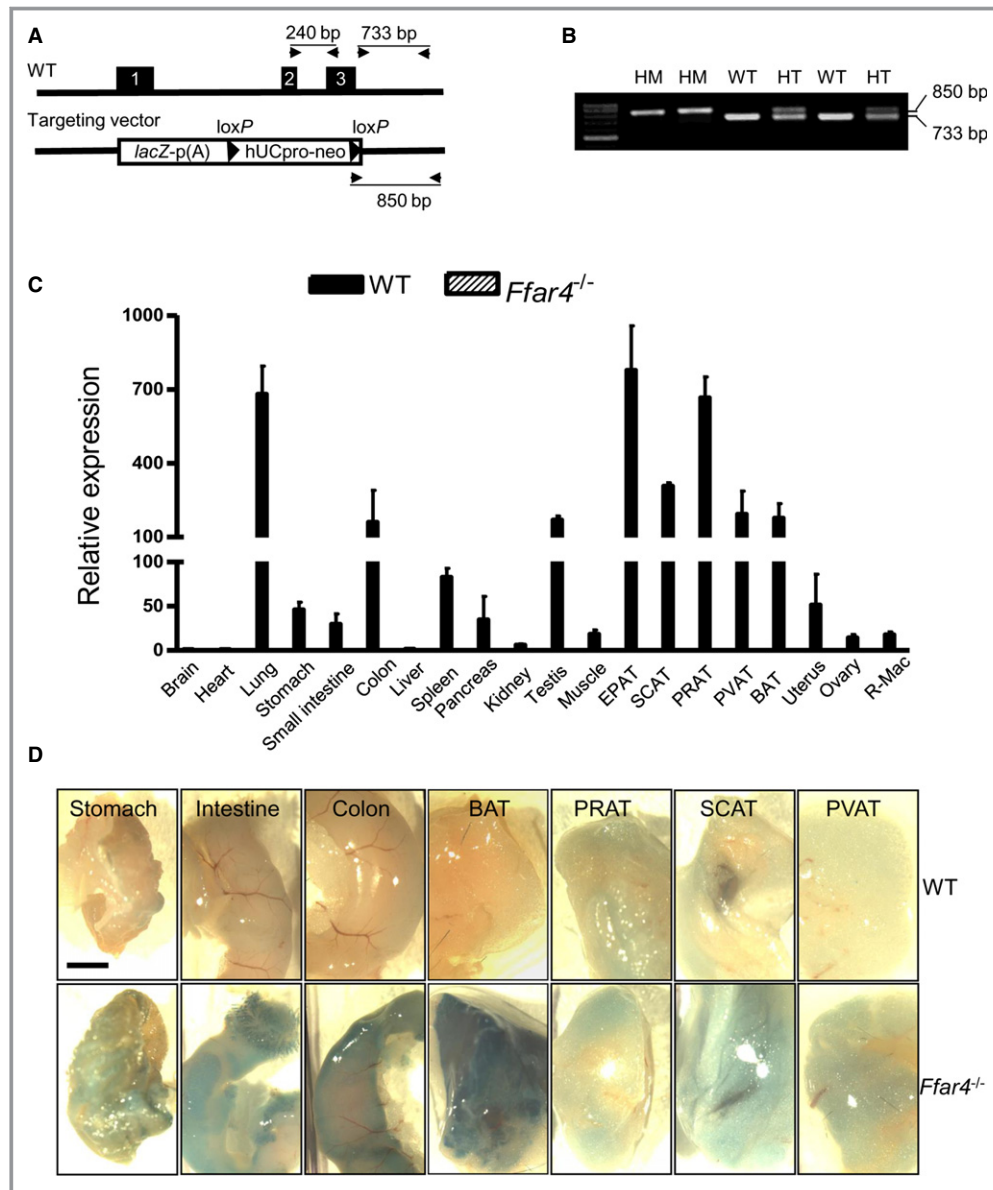 A
240 bp
733 bp
WT
1
2
3
Targeting vector
loxP
loxP
lacZ-p(A)
hUCpro-neo
850 bp
B
HM HM WT HT WT HT
850 bp
733 bp
C
WT
Ffar4-/-
Relative expression
1000
700
400
100
100
50
0
Brain
Heart
Lung
Stomach
Small intestine
Colon
Liver
Spleen
Pancreas
Kidney
Testis
Muscle
EPAT
SCAT
PRAT
PVAT
BAT
Uterus
Ovary
R-Mac
D
Stomach Intestine Colon BAT PRAT SCAT PVAT
WT
Ffar4-/-